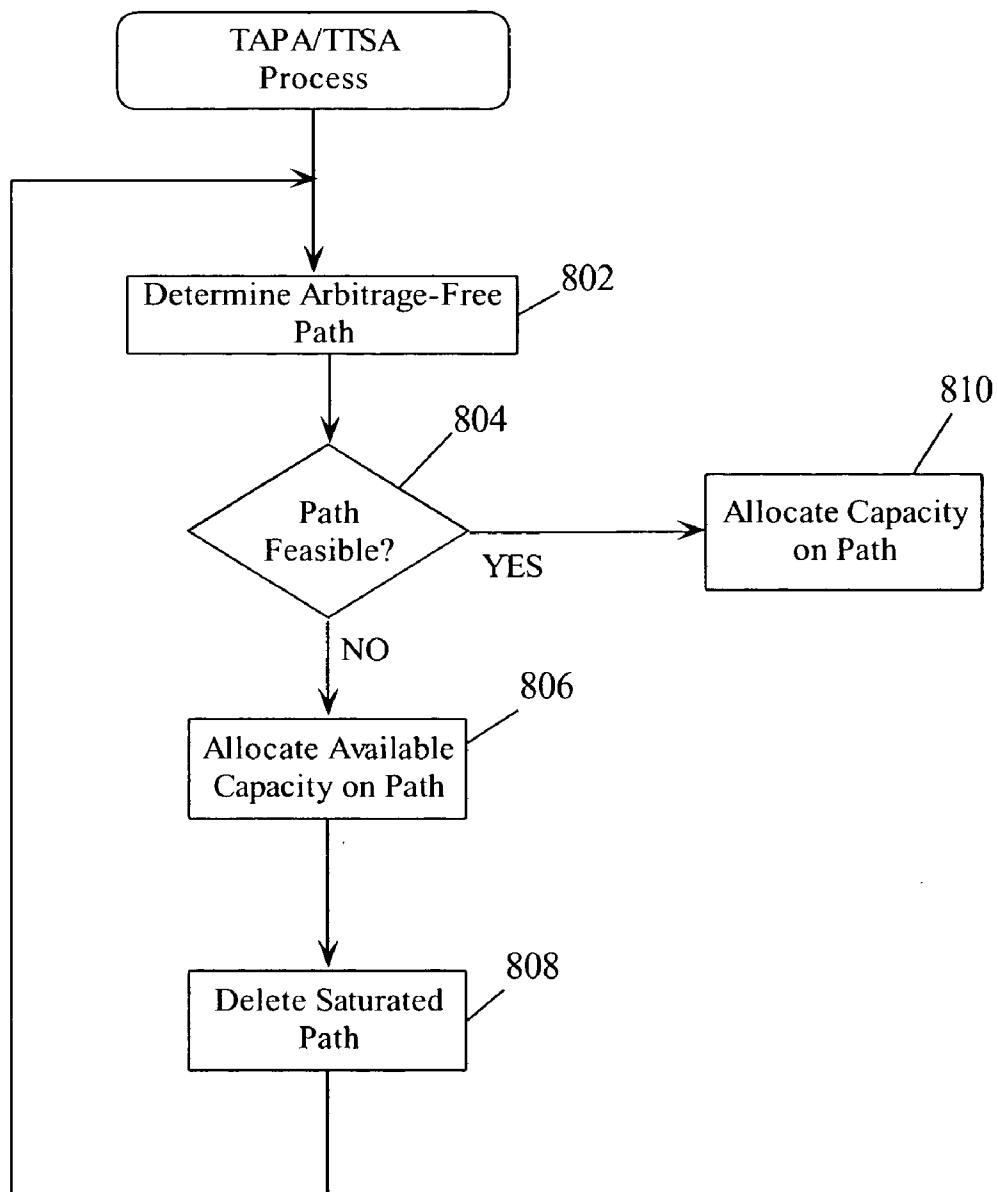 TAPA/TTSA
Process
Determine Arbitrage-Free
Path
802
804
Path
Feasible?
YES
NO
810
Allocate Capacity
on Path
806
Allocate Available
Capacity on Path
808
Delete Saturated
Path